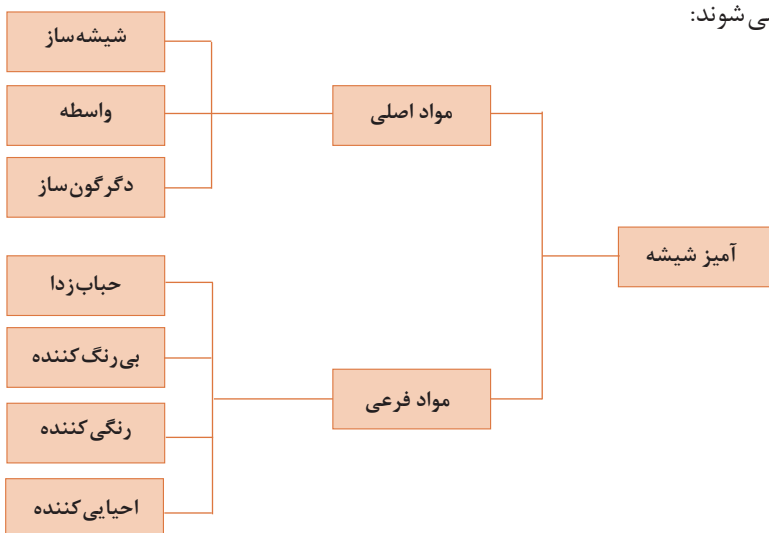 ی شوند:
آمیز شیشه
مواد اصلی
شیشه‌ساز
واسطه
دگرگون‌ساز
مواد فرعی
حباب‌زدا
بی‌رنگ‌کننده
رنگی‌کننده
احیایی‌کننده